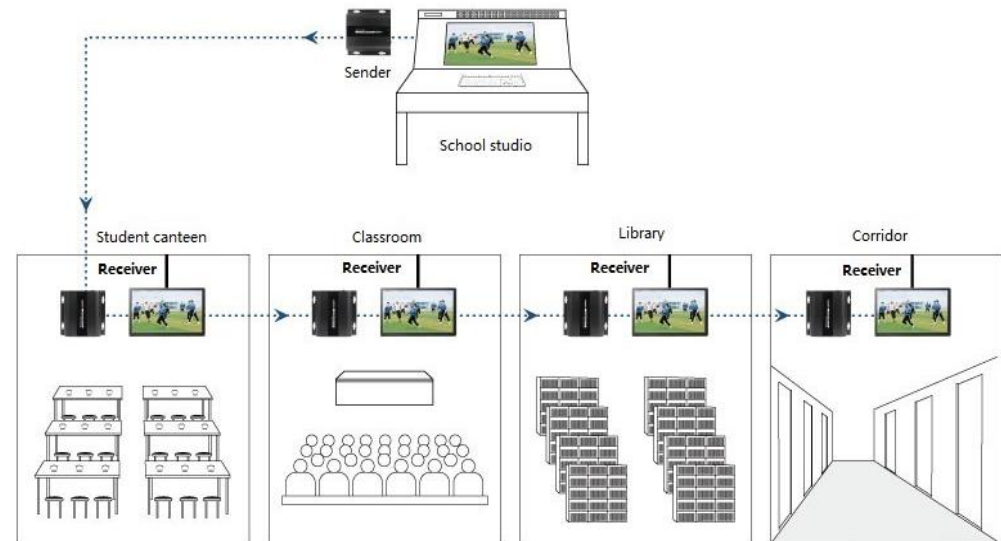 Sender
School studio
Student canteen
Classroom
Library
Corridor
Receiver
Receiver
Receiver
Receiver